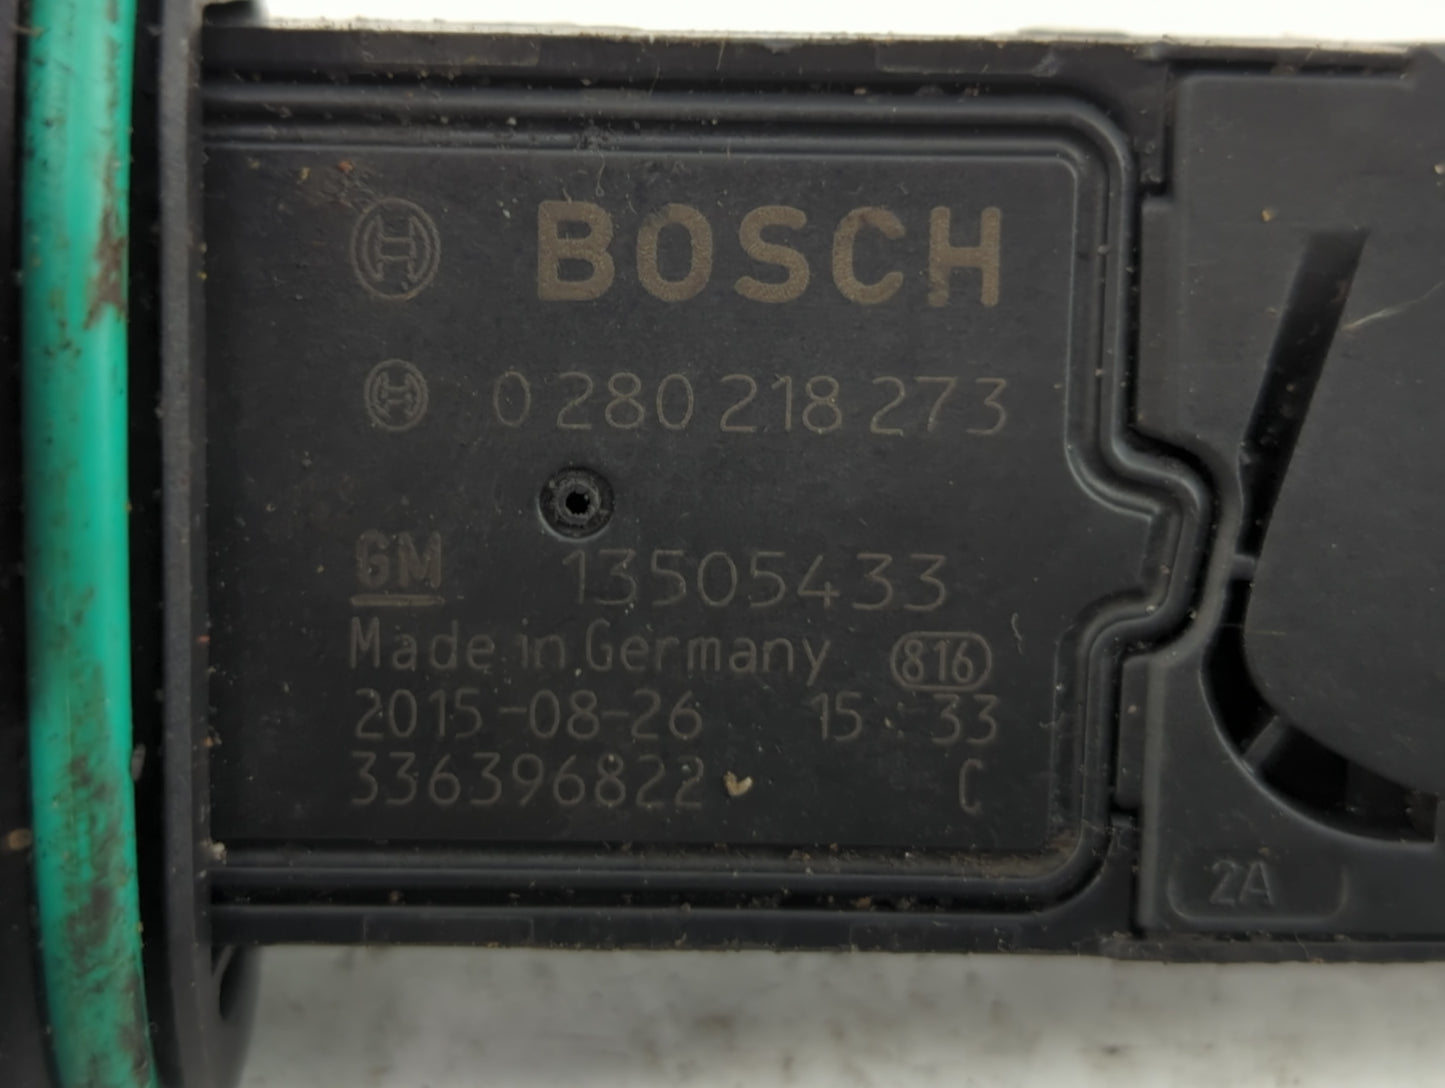 BOSCH
0 280 218 273
GM 13505433
Made in Germany 816
2015-08-26 15:33
336396822 C
2A